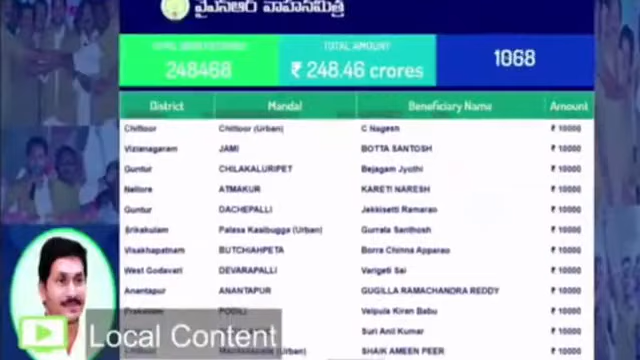 వైఎసఆర్ వాహనమిత్ర
TOTAL AMOUNT
248468
₹ 248.46 crores
1068
District Mandal Beneficiary Name Amount
Chittoor Chittoor (Urban) C Nagesh ₹ 10000
Vizianagaram JAMI BOTTA SANTOSH ₹ 10000
Guntur CHILAKALURIPET Bejagam Jyothi ₹ 10000
Nellore ATMAKUR KARETI NARESH ₹ 10000
Guntur DACHEPALLI Jekkisetti Ramarao ₹ 10000
Srikakulam Palasa Kasibugga (Urban) Gurrala Santhosh ₹ 10000
Visakhapatnam BUTCHIAHPETA Borra Chinna Apparao ₹ 10000
West Godavari DEVARAPALLI Varigeti Sai ₹ 10000
Anantapur ANANTAPUR GUGILLA RAMACHANDRA REDDY ₹ 10000
Prakasam PODILI Velpula Kiran Babu ₹ 10000
Suri Anil Kumar ₹ 10000
(Urban) SHAIK AMEEN PEER ₹ 10000
Local Content